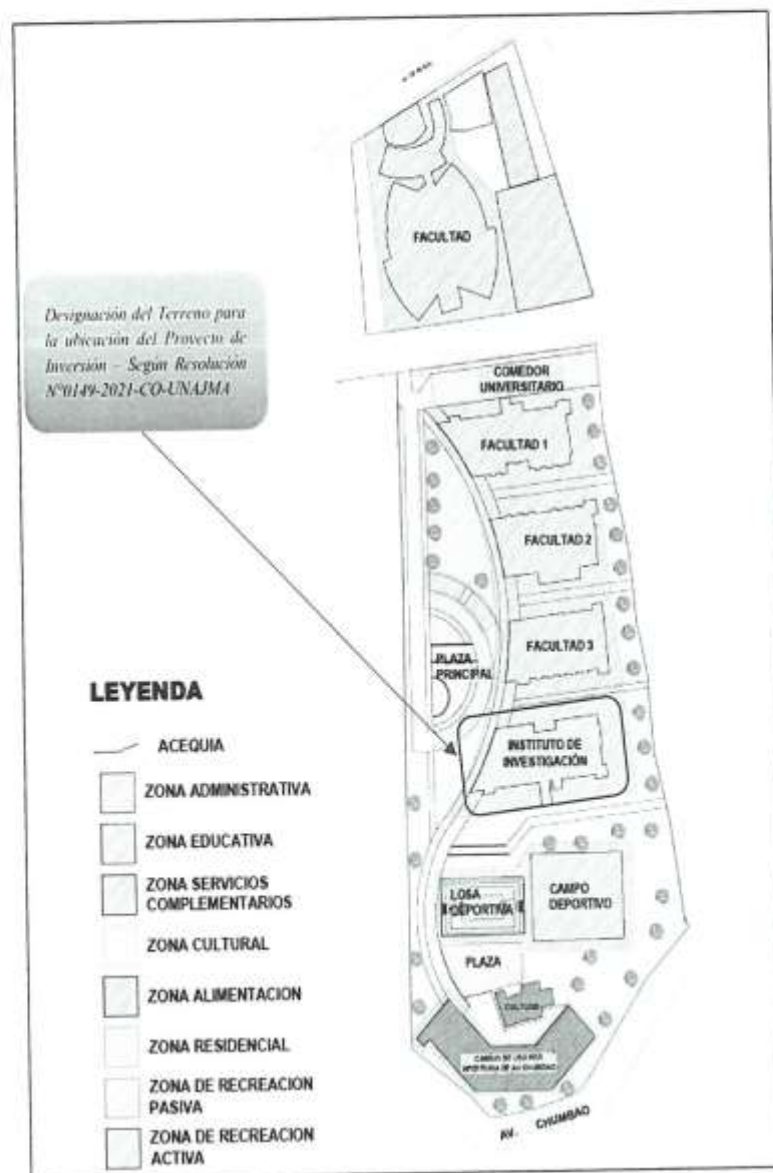 FACULTAD
Designación del Terreno para
la ubicación del Proyecto de
Inversión – Según Resolución
N°0149-2021-CO-UNAJMA
COMEDOR
UNIVERSITARIO
FACULTAD 1
FACULTAD 2
FACULTAD 3
PLAZA
PRINCIPAL
INSTITUTO DE
INVESTIGACIÓN
LOSA
DEPORTIVA
CAMPO
DEPORTIVO
PLAZA
CULTURA
AV. CHUMBAO
LEYENDA
ACEQUIA
ZONA ADMINISTRATIVA
ZONA EDUCATIVA
ZONA SERVICIOS
COMPLEMENTARIOS
ZONA CULTURAL
ZONA ALIMENTACION
ZONA RESIDENCIAL
ZONA DE RECREACION
PASIVA
ZONA DE RECREACION
ACTIVA